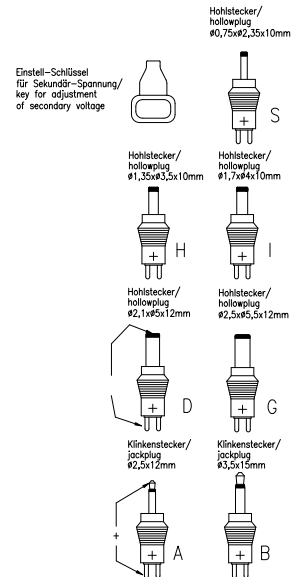 Hohlstecker/
hollowplug
ø0,75xø2,35x10mm
Einstell-Schlüssel
für Sekundär-Spannung/
key for adjustment
of secondary voltage
+
S
Hohlstecker/
hollowplug
ø1,35xø3,5x10mm
+
H
Hohlstecker/
hollowplug
ø1,7xø4x10mm
+
I
Hohlstecker/
hollowplug
ø2,1xø5x12mm
+
D
Hohlstecker/
hollowplug
ø2,5xø5,5x12mm
+
G
Klinkenstecker/
jackplug
ø2,5x12mm
+
+
A
Klinkenstecker/
jackplug
ø3,5x15mm
+
B